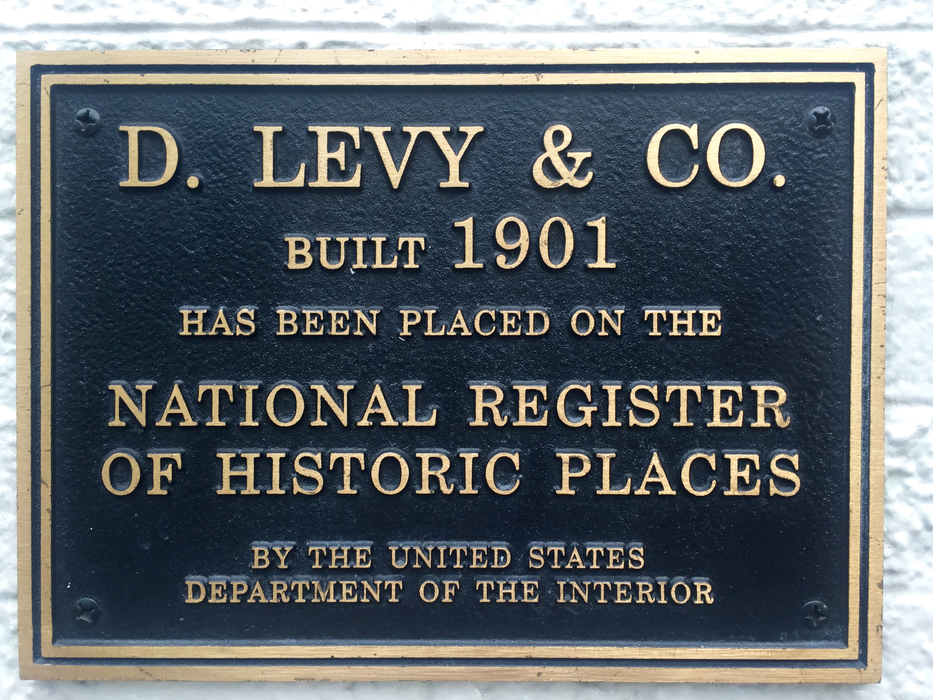 D. LEVY & CO.
BUILT 1901
HAS BEEN PLACED ON THE
NATIONAL REGISTER
OF HISTORIC PLACES
BY THE UNITED STATES
DEPARTMENT OF THE INTERIOR